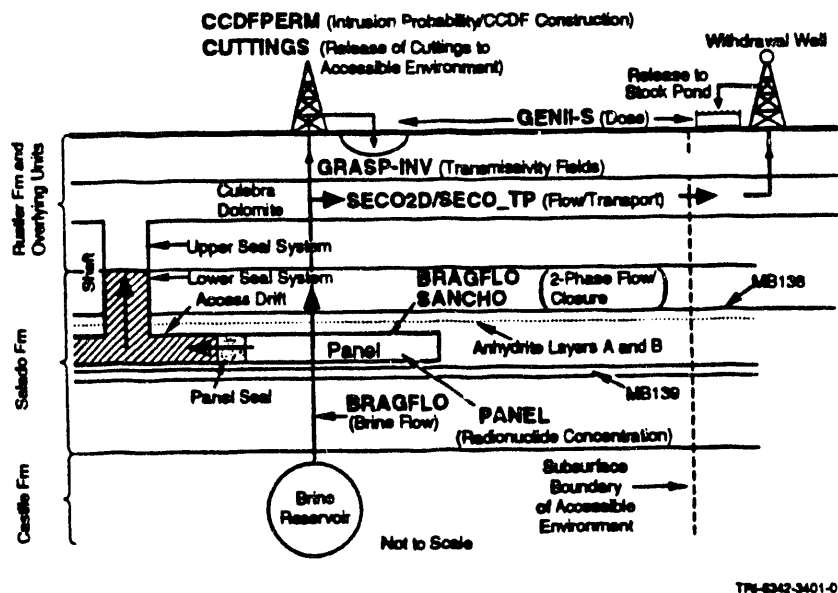 CCDFPERM (Intrusion Probability/CCDF Construction)
CUTTINGS (Release of Cuttings to
Accessible Environment)
Withdrawal Well
Release to
Stock Pond
GENII-S (Dose)
GRASP-INV (Transmissivity Fields)
Rustler Fm and
Overlying Units
Culebra
Dolomite
SECO2D/SECO_TP (Flow/Transport)
Upper Seal System
Shaft
Lower Seal System
Access Drift
BRAGFLO
SANCHO
(2-Phase Flow/
Closure)
MB138
Anhydrite Layers A and B
Salado Fm
Panel
Panel Seal
MB139
BRAGFLO
(Brine Flow)
PANEL
(Radionuclide Concentration)
Castile Fm
Brine
Reservoir
Subsurface
Boundary
of Accessible
Environment
Not to Scale
TRI-6342-3401-0